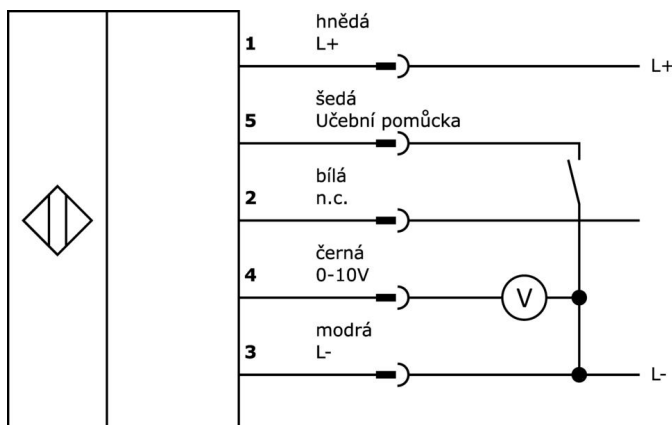 hnědá
1 L+
L+
šedá
5 Učební pomůcka
bílá
2 n.c.
černá
4 0-10V
V
modrá
3 L-
L-